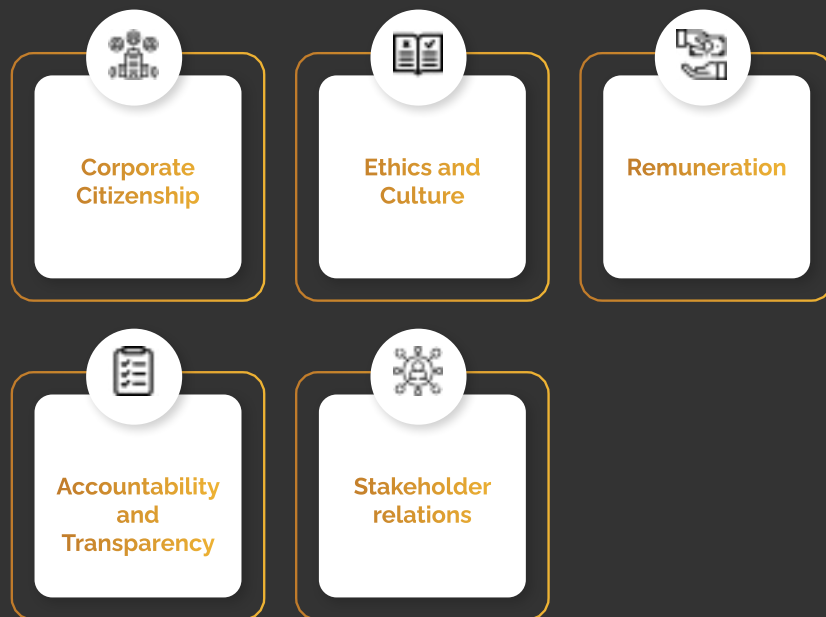 Corporate
Citizenship
Ethics and
Culture
Remuneration
Accountability
and
Transparency
Stakeholder
relations